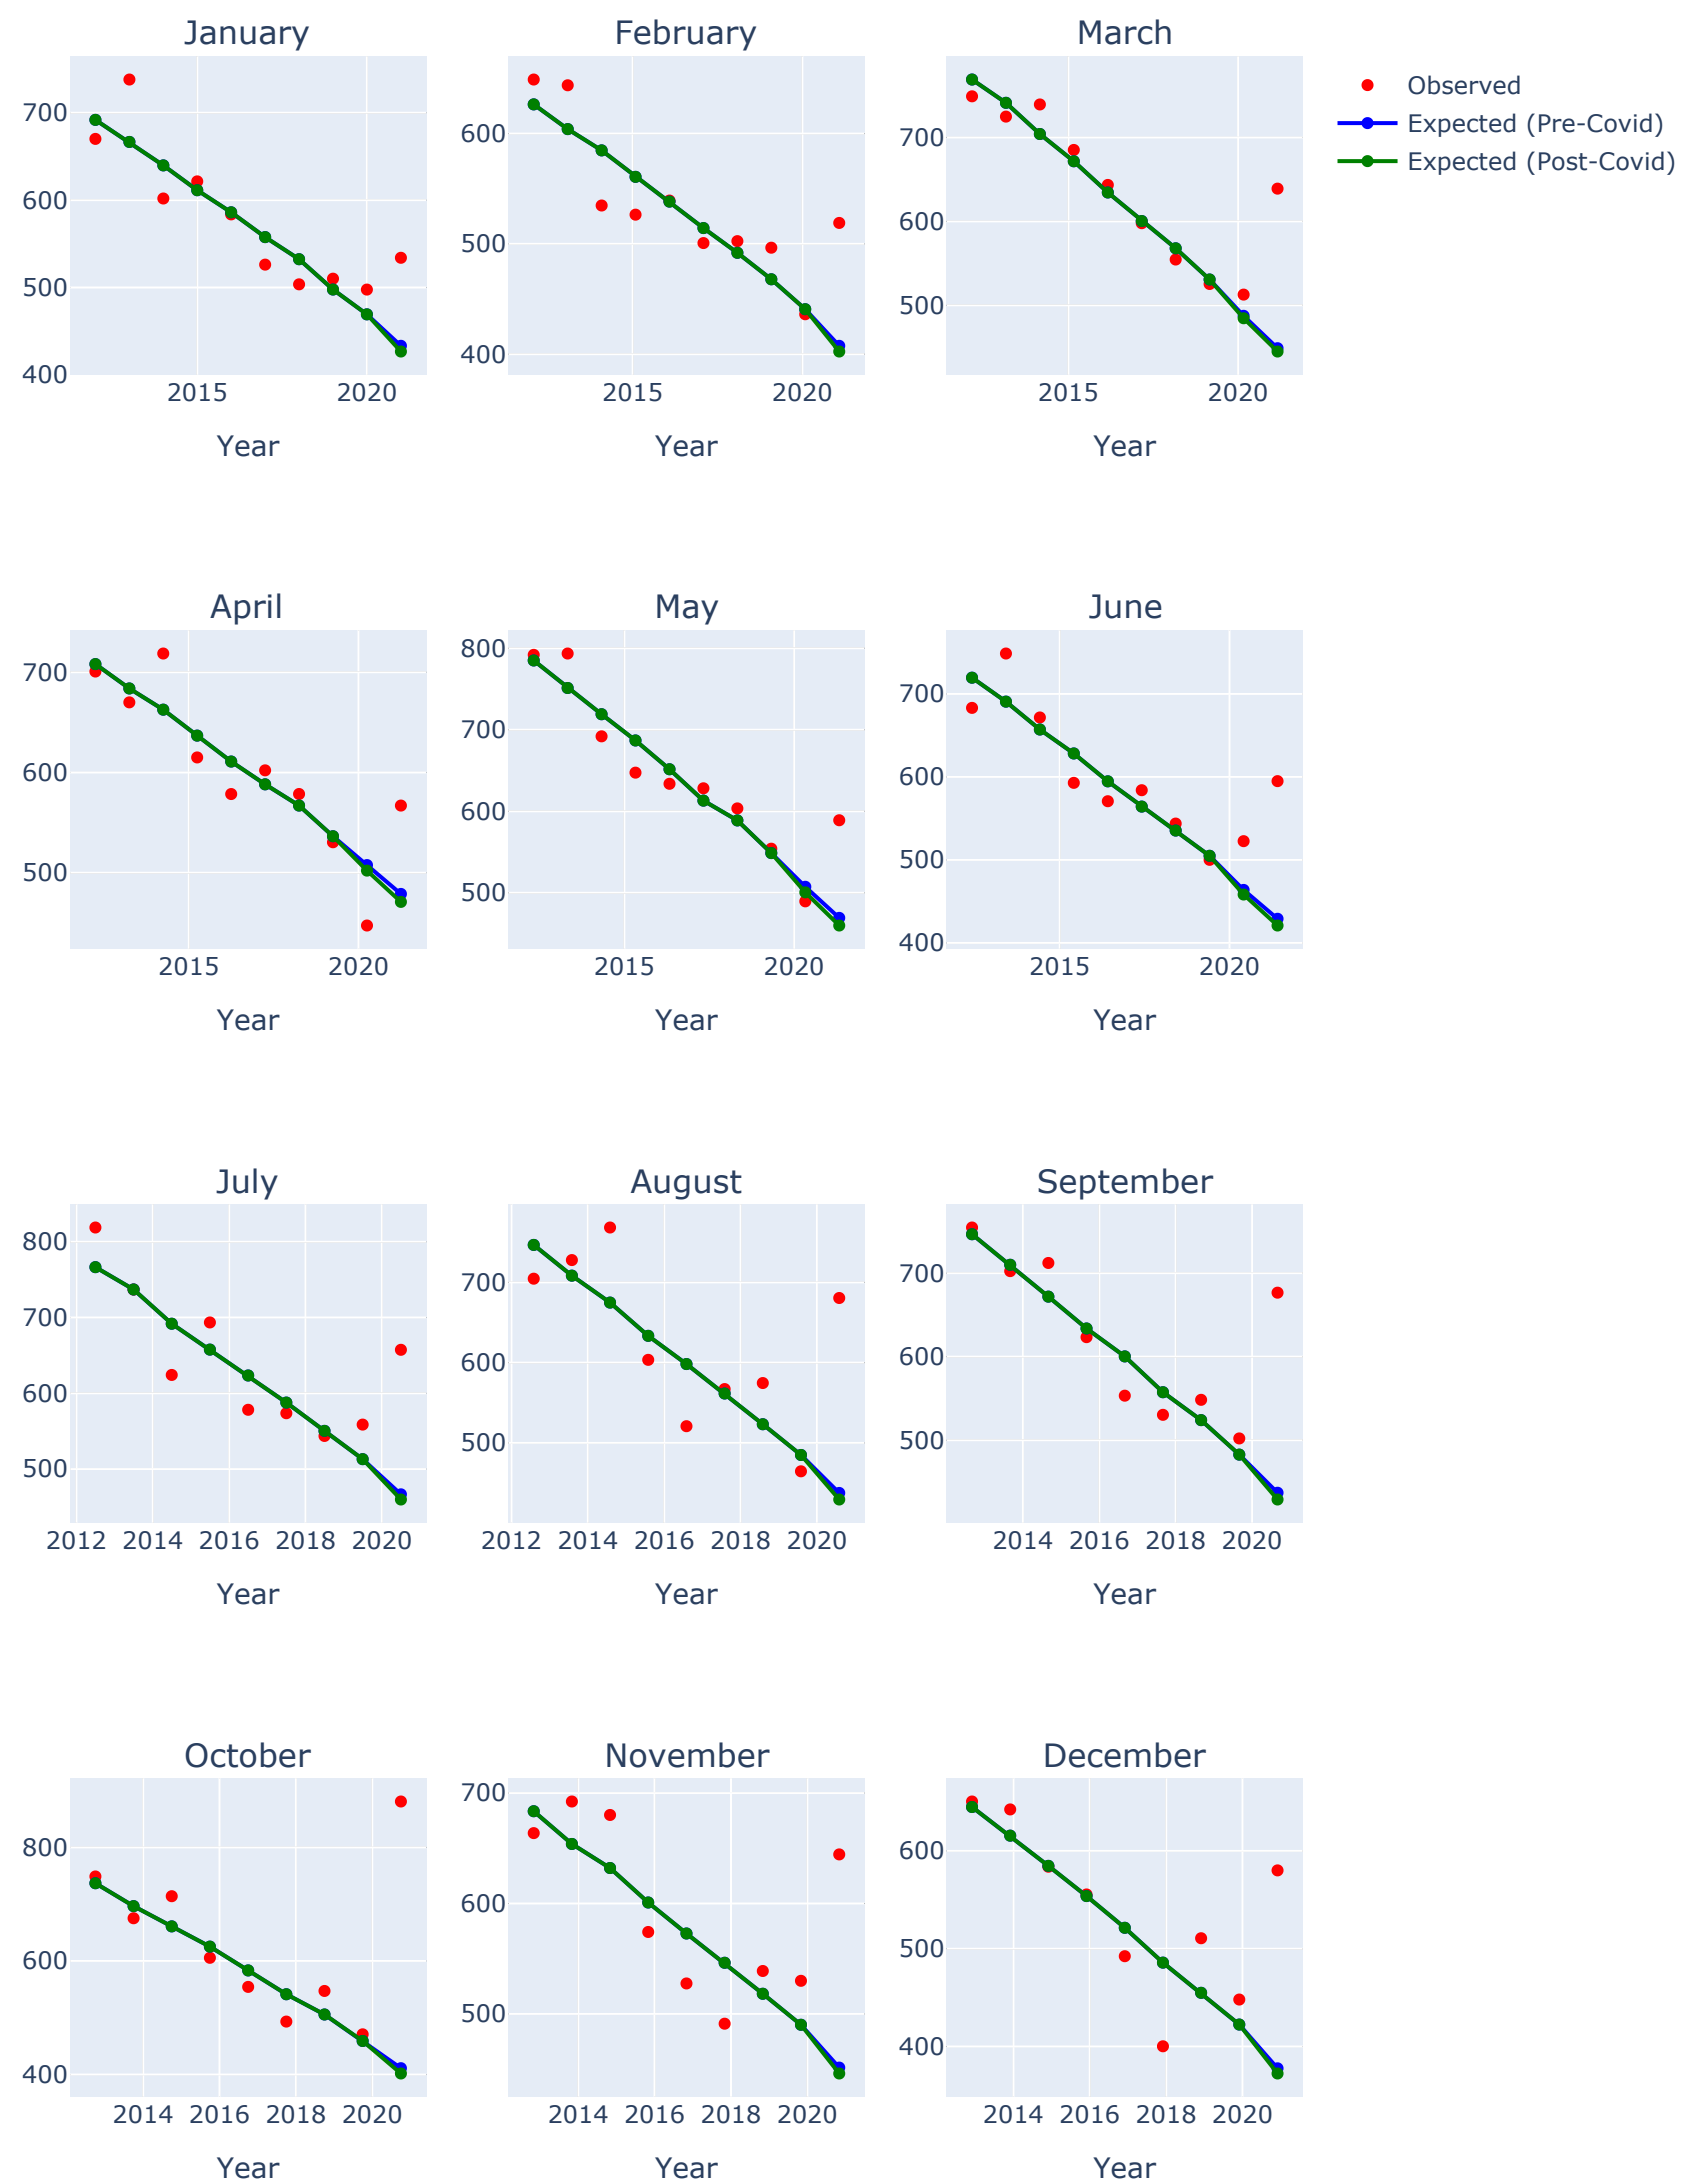 January February March
Observed
Expected (Pre-Covid)
Expected (Post-Covid)
700
600
500
400
2015 2020
Year
600
500
400
2015 2020
Year
700
600
500
2015 2020
Year
April May June
700
600
500
2015 2020
Year
800
700
600
500
2015 2020
Year
700
600
500
400
2015 2020
Year
July August September
800
700
600
500
2012 2014 2016 2018 2020
Year
700
600
500
2012 2014 2016 2018 2020
Year
700
600
500
2014 2016 2018 2020
Year
October November December
800
600
400
2014 2016 2018 2020
Year
700
600
500
2014 2016 2018 2020
Year
600
500
400
2014 2016 2018 2020
Year